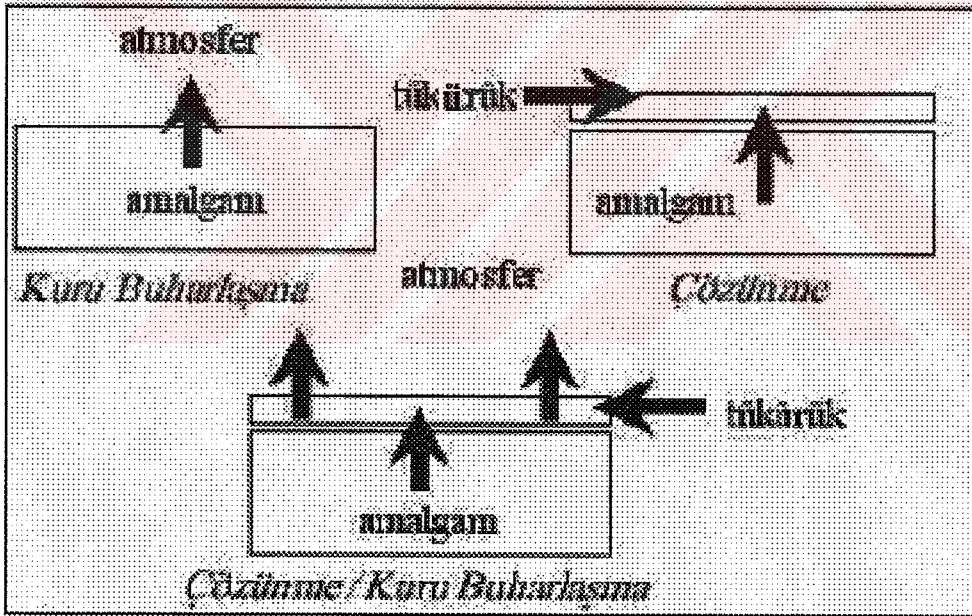 atmosfer
amalgam
Kuru Buharlaşma
tükürük
amalgam
Çözünme
atmosfer
tükürük
amalgam
Çözünme / Kuru Buharlaşma